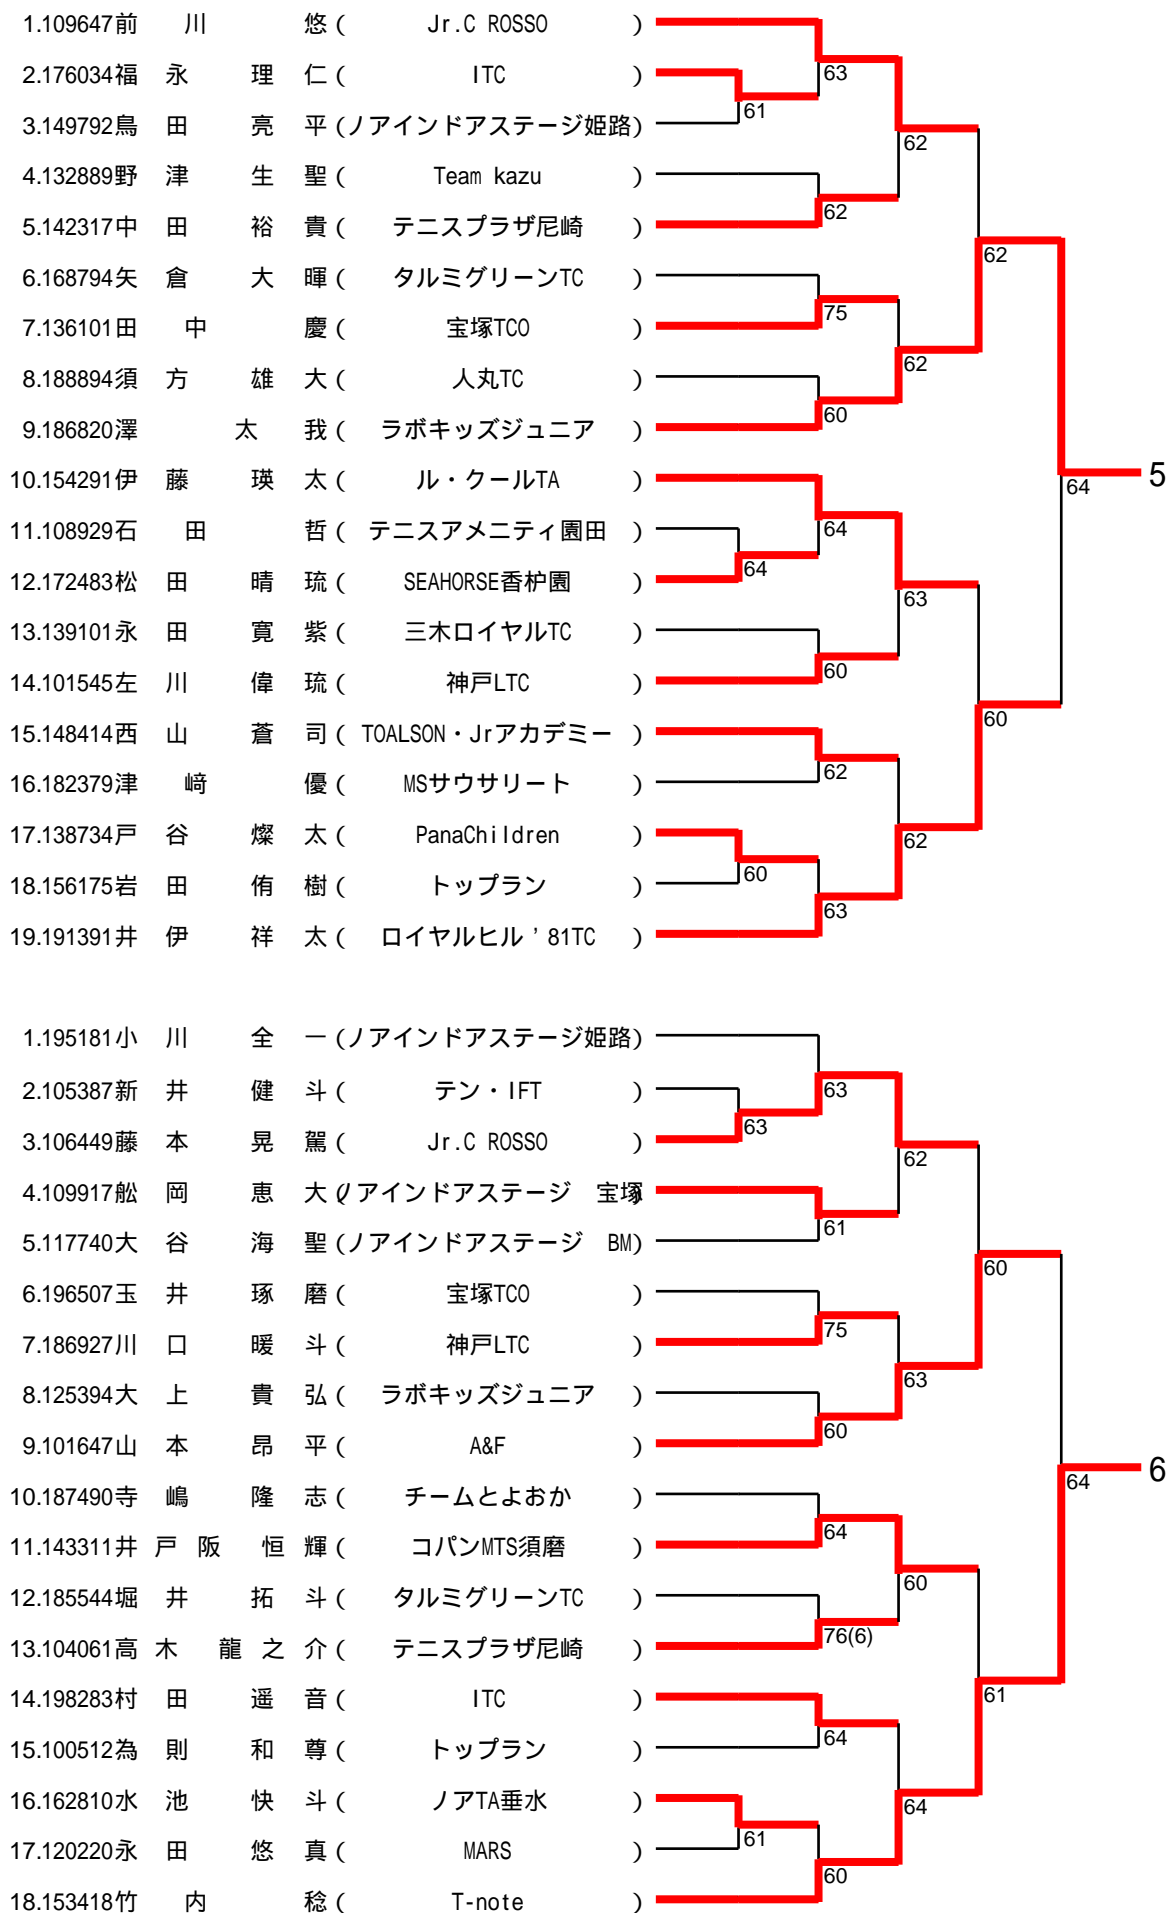 1.109647前川 悠 ( Jr.C ROSSO )
63
2.176034福永 理仁 ( ITC )
61
3.149792鳥田 亮平 (ノアインドアステージ姫路)
62
4.132889野津 生聖 ( Team kazu )
62
5.142317中田 裕貴 ( テニスプラザ尼崎 )
62
6.168794矢倉 大暉 ( タルミグリーンTC )
75
7.136101田中 慶 ( 宝塚TCO )
62
8.188894須方 雄大 ( 人丸TC )
60
9.186820澤 太我 ( ラボキッズジュニア )
64 5
10.154291伊藤 瑛太 ( ル・クールTA )
64
11.108929石田 哲 ( テニスアメニティ園田 )
64
12.172483松田 晴琉 ( SEAHORSE香枦園 )
63
13.139101永田 寛紫 ( 三木ロイヤルTC )
60
14.101545左川 偉琉 ( 神戸LTC )
60
15.148414西山 蒼司 ( TOALSON・Jrアカデミー )
62
16.182379津﨑 優 ( MSサウサリート )
17.138734戸谷 燦太 ( PanaChildren )
62
60
18.156175岩田 侑樹 ( トップラン )
63
19.191391井伊 祥太 ( ロイヤルヒル'81TC )
1.195181小川 全一 (ノアインドアステージ姫路)
63
2.105387新井 健斗 ( テン・IFT )
63
3.106449藤本 晃駕 ( Jr.C ROSSO )
62
4.109917舩岡 恵大 (ノアインドアステージ 宝塚)
61
5.117740大谷 海聖 (ノアインドアステージ BM)
60
6.196507玉井 琢磨 ( 宝塚TCO )
75
7.186927川口 暖斗 ( 神戸LTC )
63
8.125394大上 貴弘 ( ラボキッズジュニア )
60
9.101647山本 昂平 ( A&F )
64 6
10.187490寺嶋 隆志 ( チームとよおか )
64
11.143311井戸阪 恒輝 ( コパンMTS須磨 )
60
12.185544堀井 拓斗 ( タルミグリーンTC )
76(6)
13.104061高木 龍之介 ( テニスプラザ尼崎 )
61
14.198283村田 遥音 ( ITC )
64
15.100512為則 和尊 ( トップラン )
64
16.162810水池 快斗 ( ノアTA垂水 )
61
17.120220永田 悠真 ( MARS )
60
18.153418竹内 稔 ( T-note )